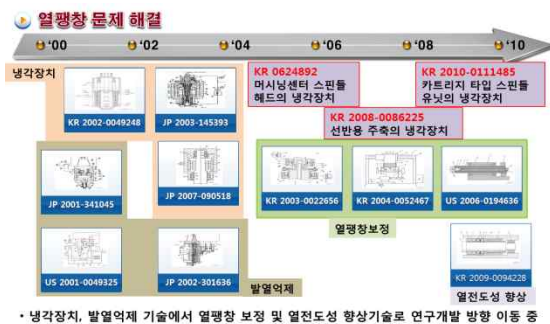 열팽창 문제 해결
'00 '02 '04 '06 '08 '10
냉각장치
KR 2002-0049248
JP 2003-145393
KR 0624892
머시닝센터 스핀들
헤드의 냉각장치
KR 2010-0111485
카트리지 타입 스핀들
유닛의 냉각장치
KR 2008-0086225
선반용 주축의 냉각장치
JP 2001-341045
JP 2007-090518
KR 2003-0022656
KR 2004-0052467
US 2006-0194636
열팽창보정
US 2001-0049325
JP 2002-301636
발열억제
KR 2009-0094228
열전도성 향상
• 냉각장치, 발열억제 기술에서 열팽창 보정 및 열전도성 향상기술로 연구개발 방향 이동 중